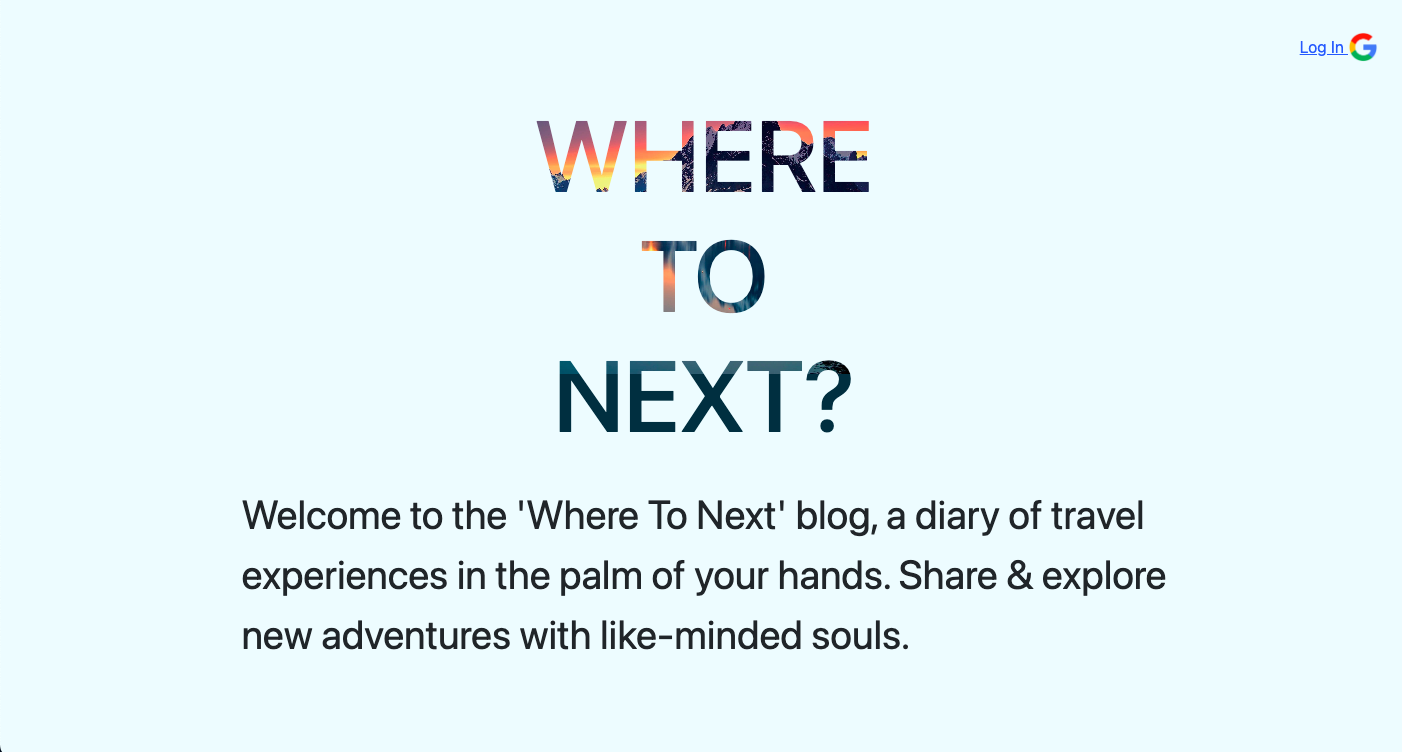 Log In
WHERE
TO
NEXT?
Welcome to the 'Where To Next' blog, a diary of travel
experiences in the palm of your hands. Share & explore
new adventures with like-minded souls.